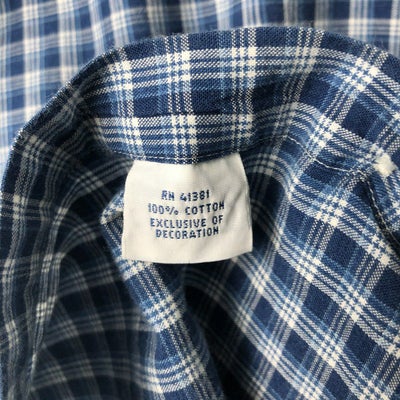 RN 41381
100% COTTON
EXCLUSIVE OF
DECORATION